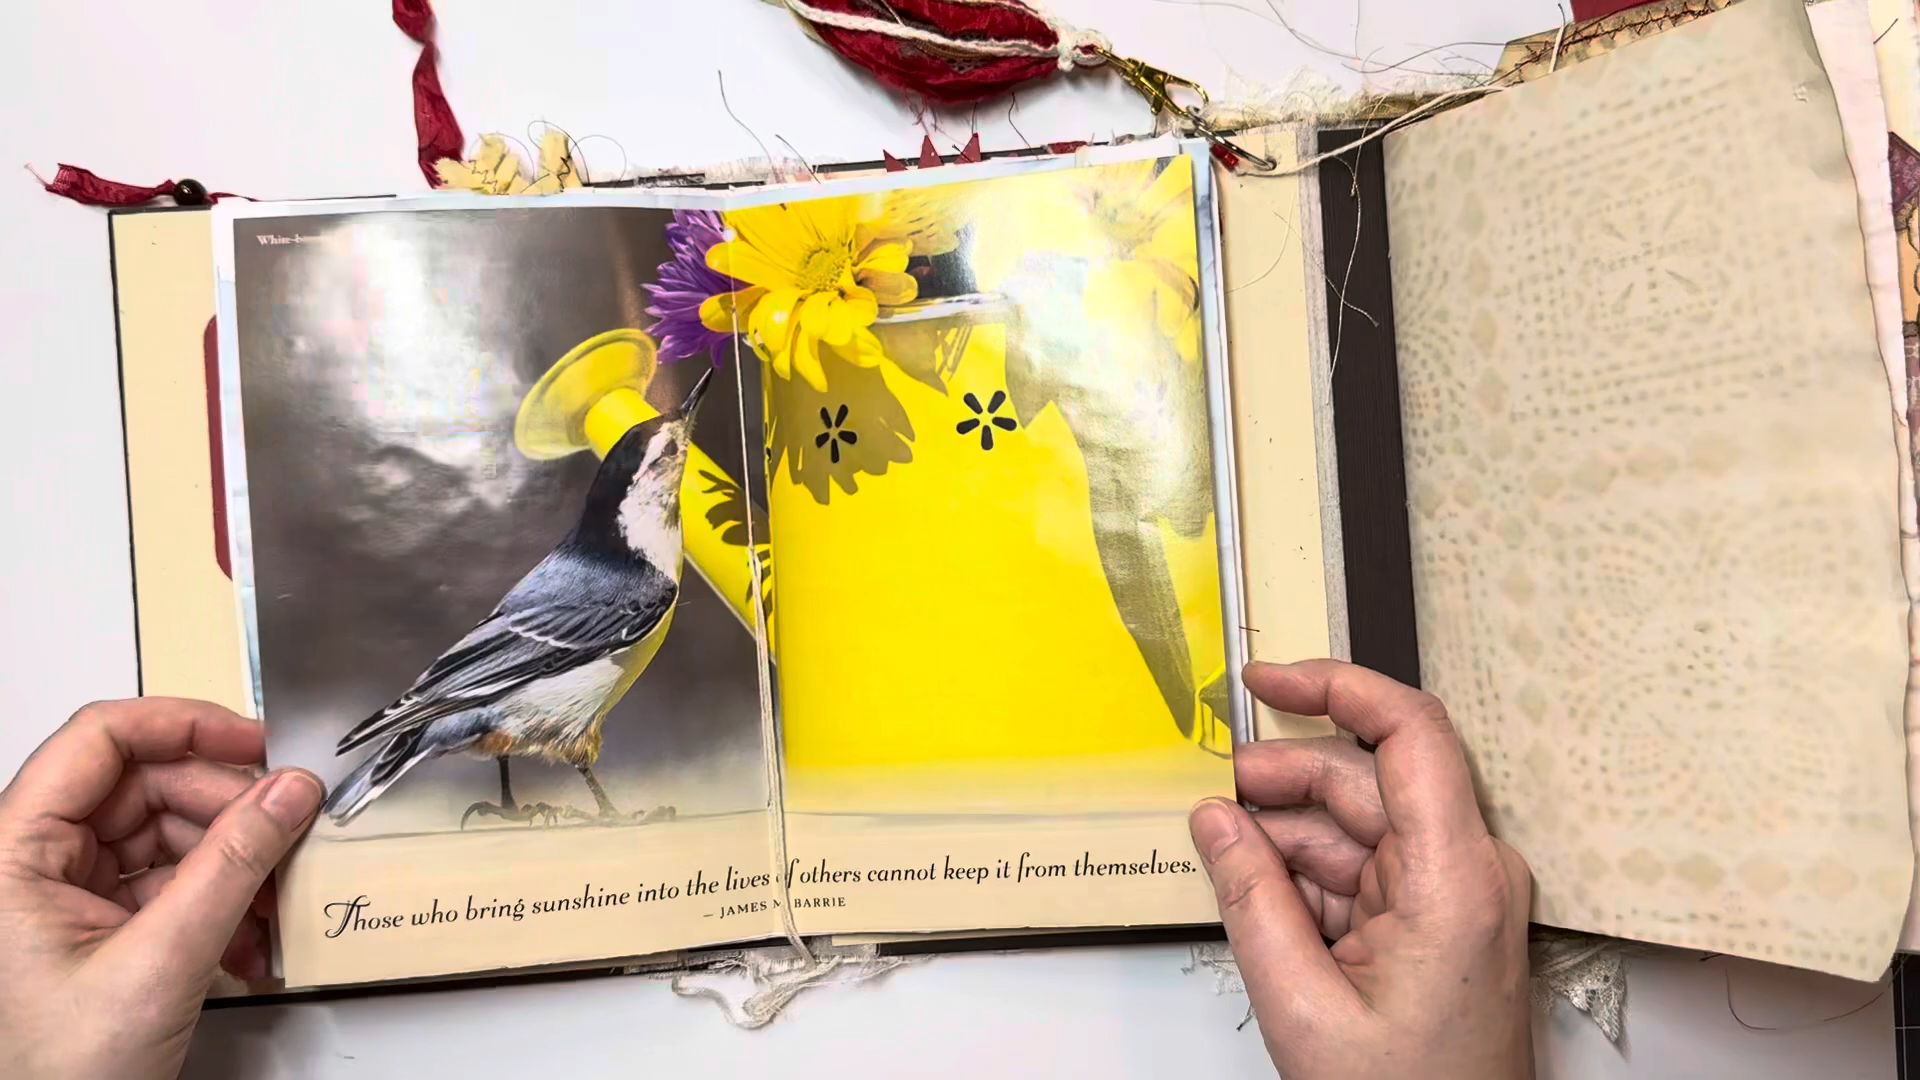 Those who bring sunshine into the lives of others cannot keep it from themselves.
— JAMES M. BARRIE